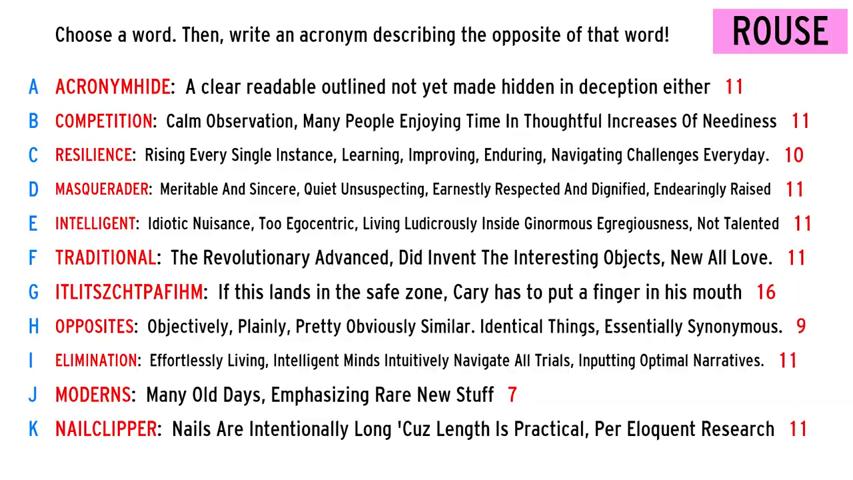 Choose a word. Then, write an acronym describing the opposite of that word!
ROUSE
A ACRONYMHIDE: A clear readable outlined not yet made hidden in deception either 11
B COMPETITION: Calm Observation, Many People Enjoying Time In Thoughtful Increases Of Neediness 11
C RESILIENCE: Rising Every Single Instance, Learning, Improving, Enduring, Navigating Challenges Everyday. 10
D MASQUERADER: Meritable And Sincere, Quiet Unsuspecting, Earnestly Respected And Dignified, Endearingly Raised 11
E INTELLIGENT: Idiotic Nuisance, Too Egocentric, Living Ludicrously Inside Ginormous Egregiousness, Not Talented 11
F TRADITIONAL: The Revolutionary Advanced, Did Invent The Interesting Objects, New All Love. 11
G ITLITSZCHTPAFIHM: If this lands in the safe zone, Cary has to put a finger in his mouth 16
H OPPOSITES: Objectively, Plainly, Pretty Obviously Similar. Identical Things, Essentially Synonymous. 9
I ELIMINATION: Effortlessly Living, Intelligent Minds Intuitively Navigate All Trials, Inputting Optimal Narratives. 11
J MODERNS: Many Old Days, Emphasizing Rare New Stuff 7
K NAILCLIPPER: Nails Are Intentionally Long 'Cuz Length Is Practical, Per Eloquent Research 11